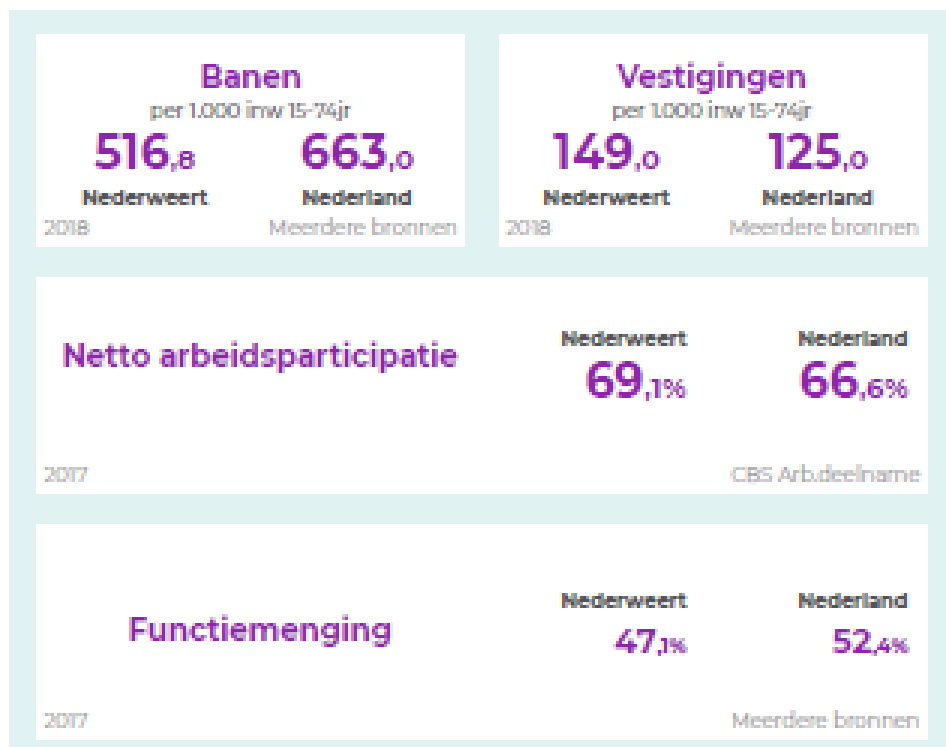 Banen
per 1.000 inw 15-74jr
516,8 663,0
Nederweert Nederland
2018 Meerdere bronnen
Vestigingen
per 1.000 inw 15-74jr
149,0 125,0
Nederweert Nederland
2018 Meerdere bronnen
Netto arbeidsparticipatie
Nederweert Nederland
69,1% 66,6%
2017 CBS Arb.deelname
Functiemenging
Nederweert Nederland
47,1% 52,4%
2017 Meerdere bronnen